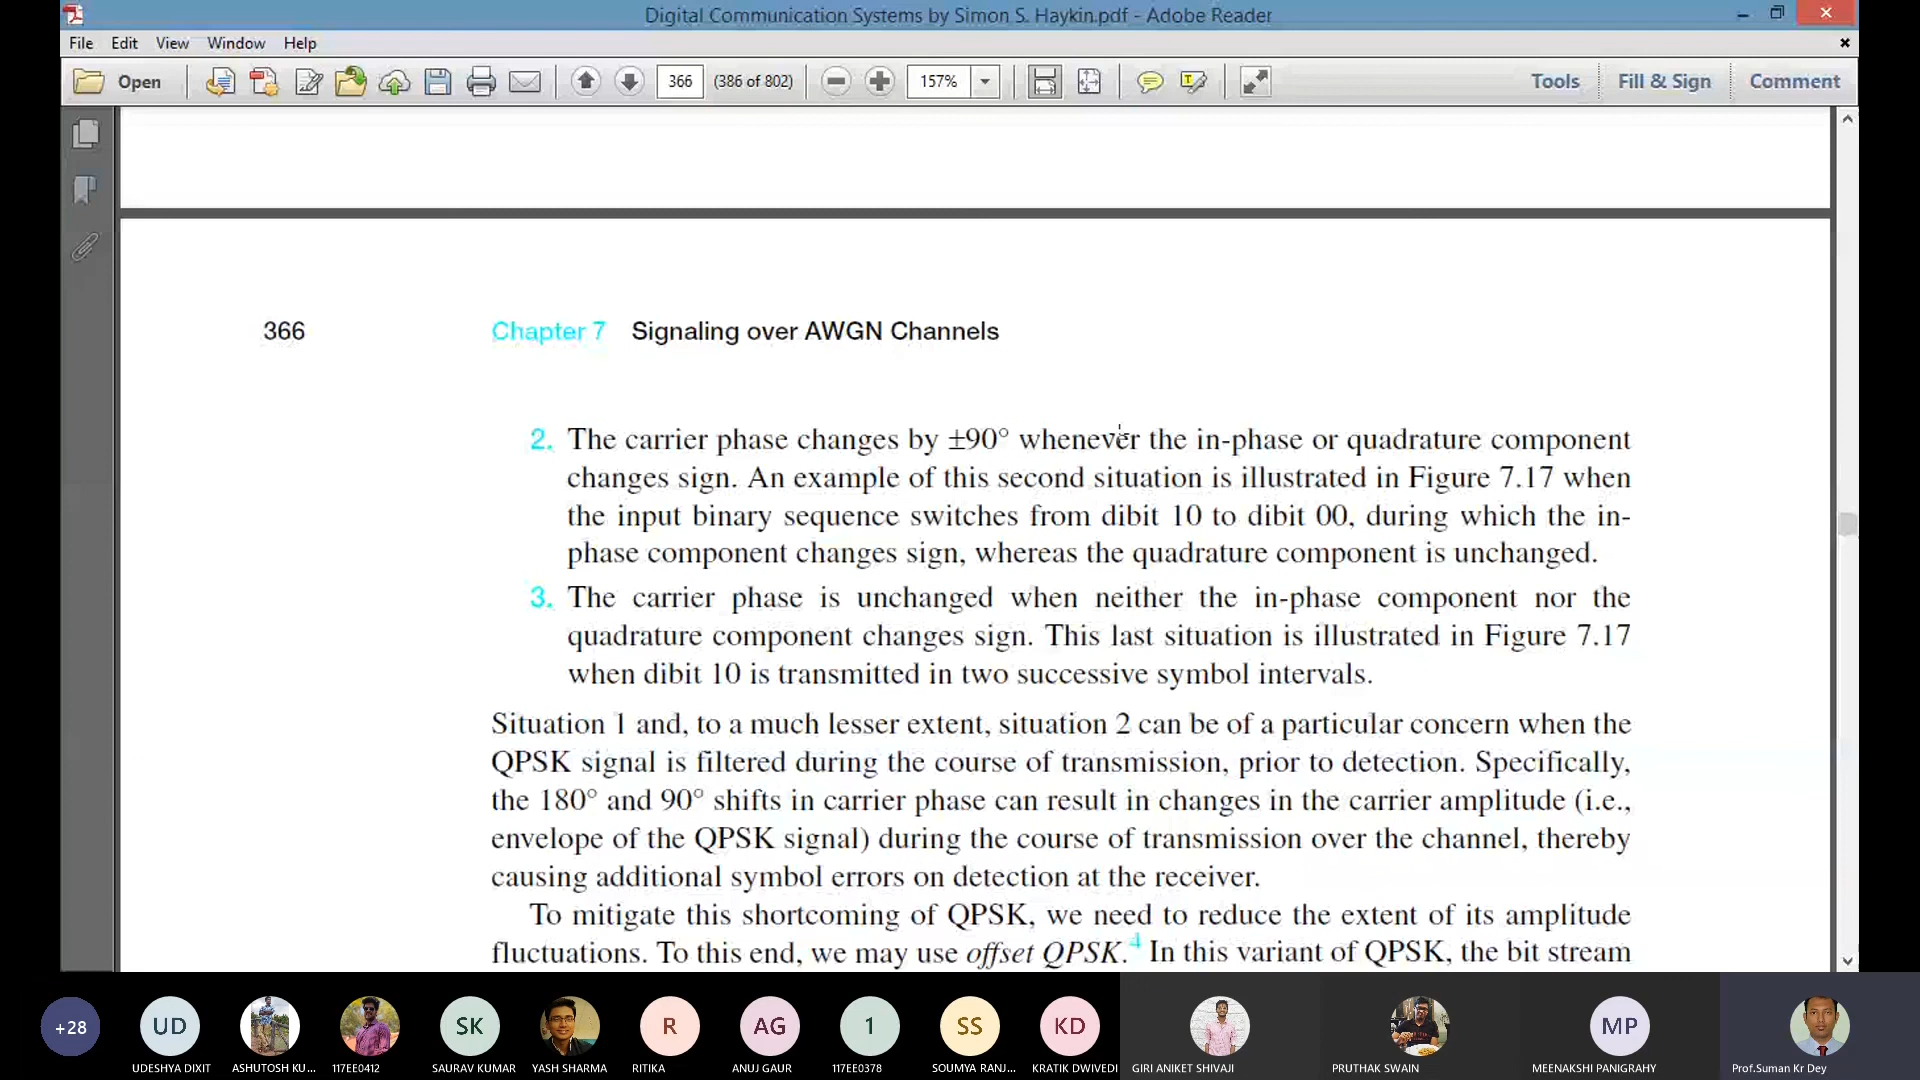 Digital Communication Systems by Simon S. Haykin.pdf - Adobe Reader
File Edit View Window Help
Open 366 (386 of 802) 157% Tools Fill & Sign Comment
366 Chapter 7 Signaling over AWGN Channels
2. The carrier phase changes by ±90° whenever the in-phase or quadrature component
changes sign. An example of this second situation is illustrated in Figure 7.17 when
the input binary sequence switches from dibit 10 to dibit 00, during which the in-
phase component changes sign, whereas the quadrature component is unchanged.
3. The carrier phase is unchanged when neither the in-phase component nor the
quadrature component changes sign. This last situation is illustrated in Figure 7.17
when dibit 10 is transmitted in two successive symbol intervals.
Situation 1 and, to a much lesser extent, situation 2 can be of a particular concern when the
QPSK signal is filtered during the course of transmission, prior to detection. Specifically,
the 180° and 90° shifts in carrier phase can result in changes in the carrier amplitude (i.e.,
envelope of the QPSK signal) during the course of transmission over the channel, thereby
causing additional symbol errors on detection at the receiver.
To mitigate this shortcoming of QPSK, we need to reduce the extent of its amplitude
fluctuations. To this end, we may use offset QPSK.4 In this variant of QPSK, the bit stream
+28 UD SK R AG 1 SS KD MP
UDESHYA DIXIT ASHUTOSH KU... 117EE0412 SAURAV KUMAR YASH SHARMA RITIKA ANUJ GAUR 117EE0378 SOUMYA RANJ... KRATIK DWIVEDI GIRI ANIKET SHIVAJI PRUTHAK SWAIN MEENAKSHI PANIGRAHY Prof.Suman Kr Dey